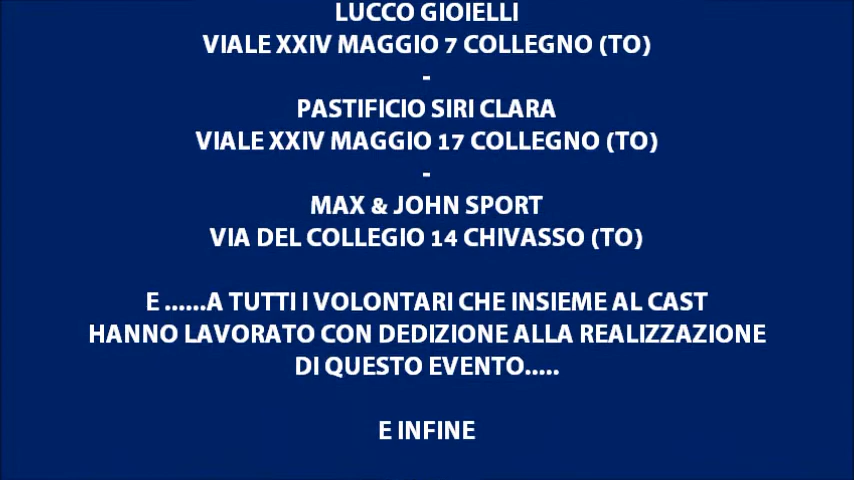 LUCCO GIOIELLI
VIALE XXIV MAGGIO 7 COLLEGNO (TO)
-
PASTIFICIO SIRI CLARA
VIALE XXIV MAGGIO 17 COLLEGNO (TO)
-
MAX & JOHN SPORT
VIA DEL COLLEGIO 14 CHIVASSO (TO)
E ......A TUTTI I VOLONTARI CHE INSIEME AL CAST
HANNO LAVORATO CON DEDIZIONE ALLA REALIZZAZIONE
DI QUESTO EVENTO.....
E INFINE